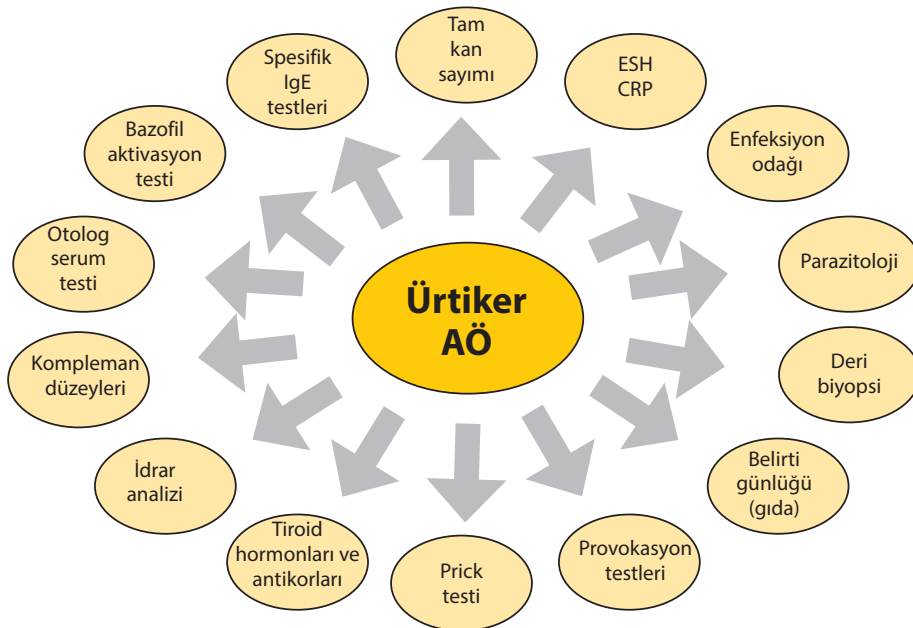 Tam
kan
sayımı
ESH
CRP
Enfeksiyon
odağı
Parazitoloji
Deri
biyopsi
Belirti
günlüğü
(gıda)
Provokasyon
testleri
Prick
testi
Tiroid
hormonları ve
antikorları
İdrar
analizi
Kompleman
düzeyleri
Otolog
serum
testi
Bazofil
aktivasyon
testi
Spesifik
IgE
testleri
Ürtiker
AÖ